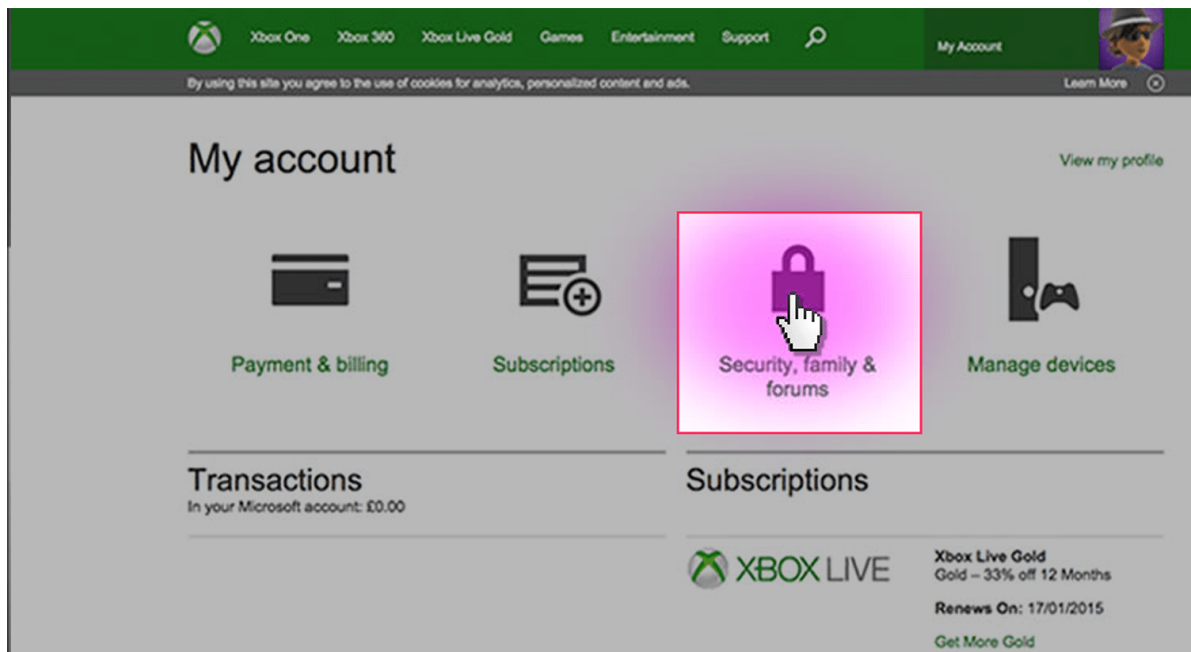 Xbox One Xbox 360 Xbox Live Gold Games Entertainment Support My Account
By using this site you agree to the use of cookies for analytics, personalized content and ads. Learn More
My account
View my profile
Payment & billing
Subscriptions
Security, family &
forums
Manage devices
Transactions
In your Microsoft account: £0.00
Subscriptions
XBOX LIVE
Xbox Live Gold
Gold – 33% off 12 Months
Renews On: 17/01/2015
Get More Gold